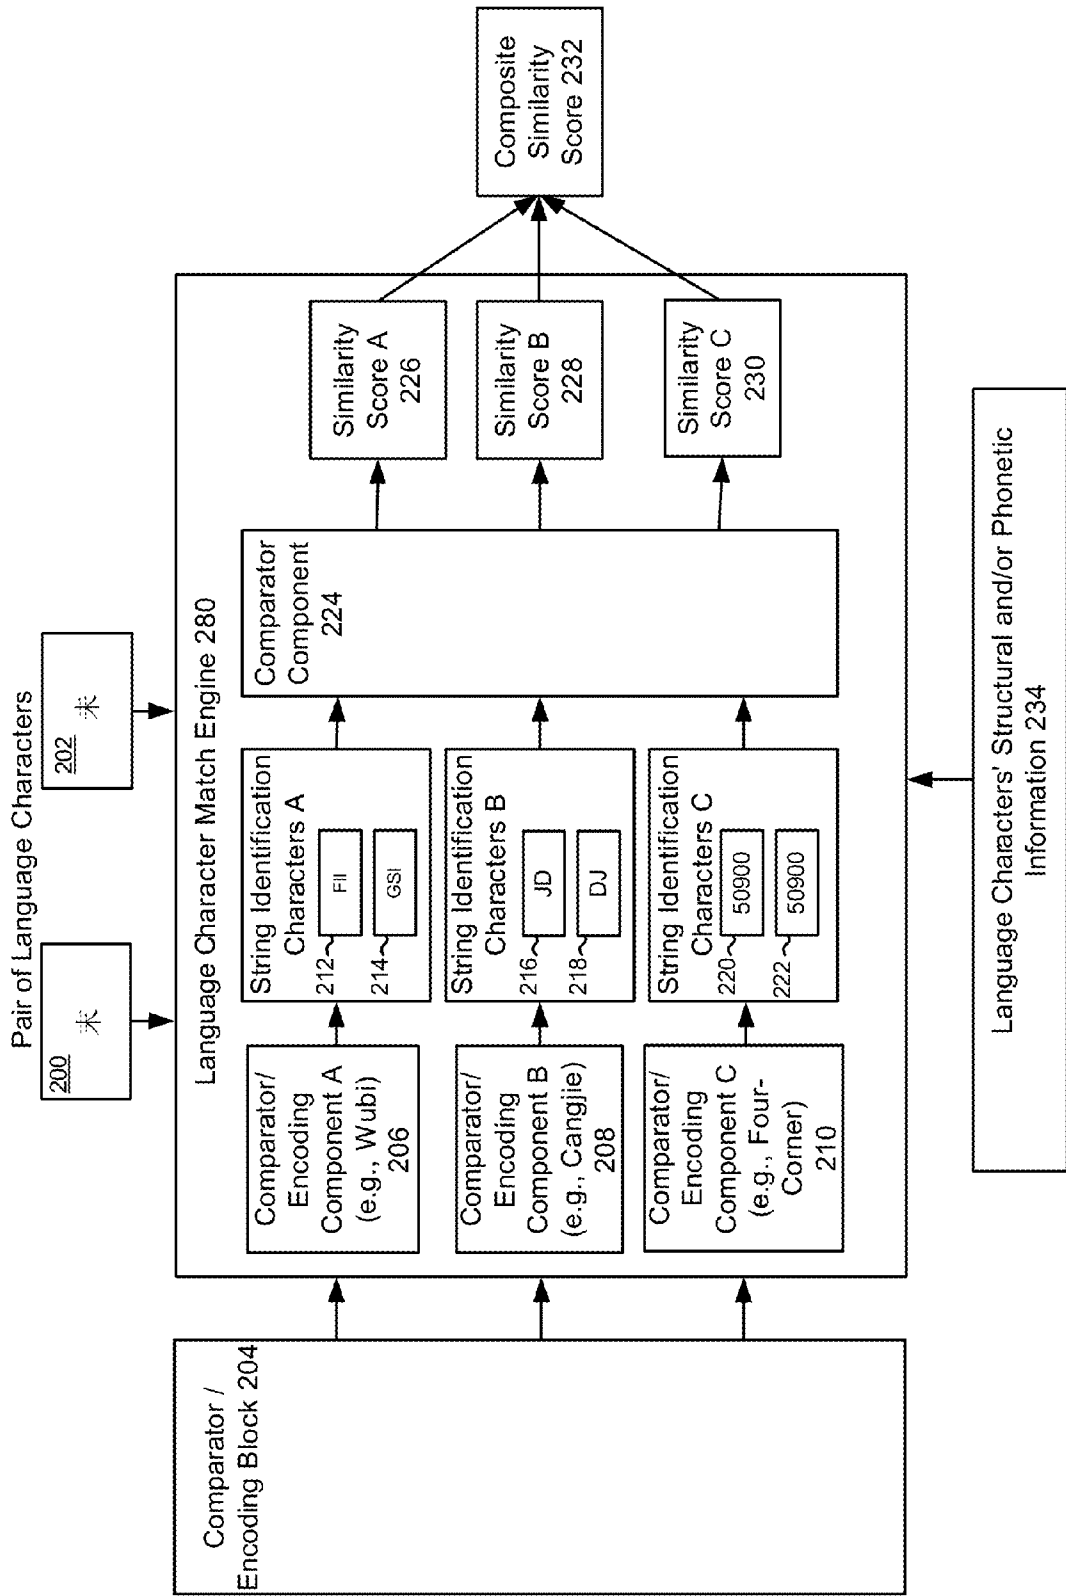 Pair of Language Characters
200
未
202
末
Comparator /
Encoding Block 204
Language Character Match Engine 280
Comparator/
Encoding
Component A
(e.g., Wubi)
206
String Identification
Characters A
212
FII
214
GSI
Comparator/
Encoding
Component B
(e.g., Cangjie)
208
String Identification
Characters B
216
JD
218
DJ
Comparator/
Encoding
Component C
(e.g., Four-
Corner)
210
String Identification
Characters C
220
50900
222
50900
Comparator
Component
224
Similarity
Score A
226
Similarity
Score B
228
Similarity
Score C
230
Composite
Similarity
Score 232
Language Characters' Structural and/or Phonetic
Information 234